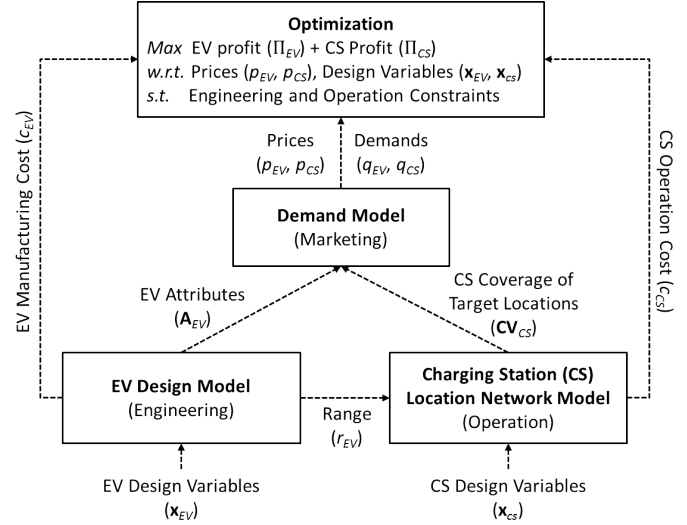 Optimization
Max EV profit (Π_EV) + CS Profit (Π_CS)
w.r.t. Prices (p_EV, p_CS), Design Variables (x_EV, x_cs)
s.t. Engineering and Operation Constraints
EV Manufacturing Cost (c_EV)
CS Operation Cost (c_CS)
Prices
(p_EV, p_CS)
Demands
(q_EV, q_CS)
Demand Model
(Marketing)
EV Attributes
(A_EV)
CS Coverage of
Target Locations
(CV_CS)
EV Design Model
(Engineering)
Range
(r_EV)
Charging Station (CS)
Location Network Model
(Operation)
EV Design Variables
(x_EV)
CS Design Variables
(x_cs)